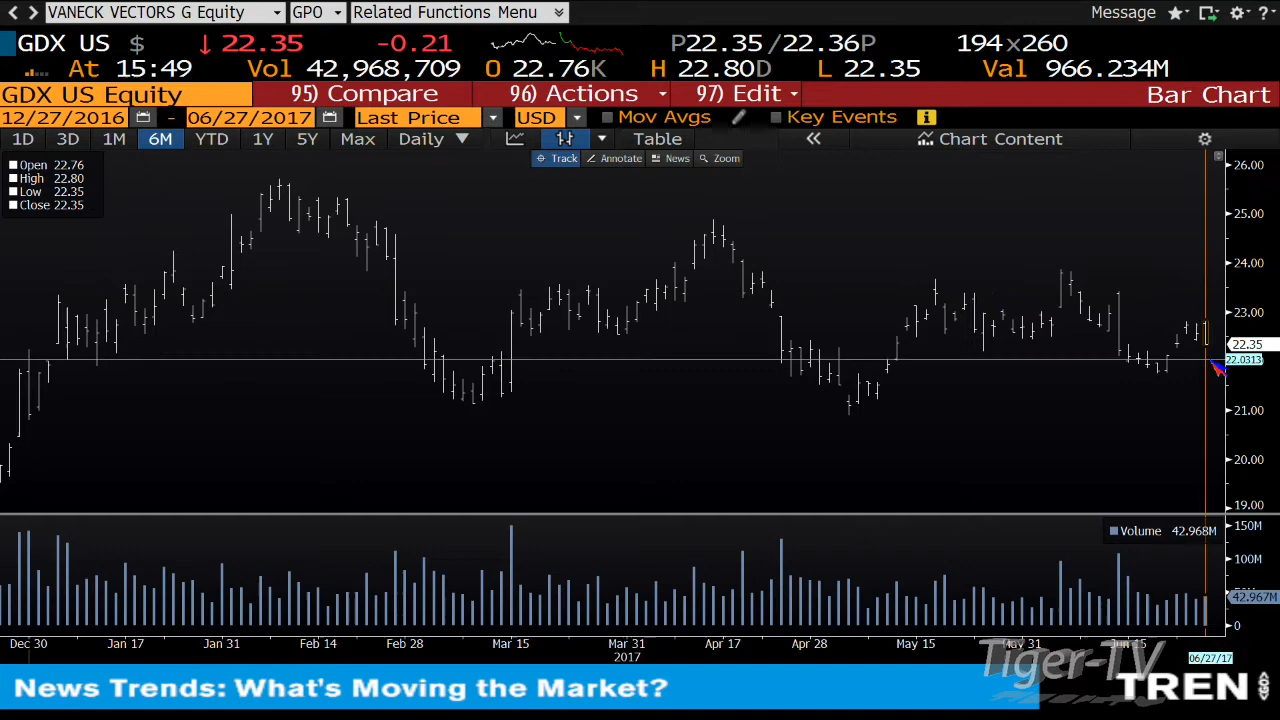 VANECK VECTORS G Equity GPO Related Functions Menu Message ?
GDX US $ ↓ 22.35 -0.21 P22.35 /22.36P 194x260
At 15:49 Vol 42,968,709 O 22.76K H 22.80D L 22.35 Val 966.234M
GDX US Equity 95) Compare 96) Actions 97) Edit Bar Chart
12/27/2016 - 06/27/2017 Last Price USD Mov Avgs Key Events
1D 3D 1M 6M YTD 1Y 5Y Max Daily ▼ Table « Chart Content
Track Annotate News Zoom
Open 22.76
High 22.80
Low 22.35
Close 22.35
26.00
25.00
24.00
23.00
22.35
22.0313
21.00
20.00
19.00
150M
Volume 42.968M
100M
42.967M
0
Dec 30 Jan 17 Jan 31 Feb 14 Feb 28 Mar 15 Mar 31 Apr 17 Apr 28 May 15 May 31 Jun 15
2017 06/27/17
Tiger-TV
News Trends: What's Moving the Market? TREN